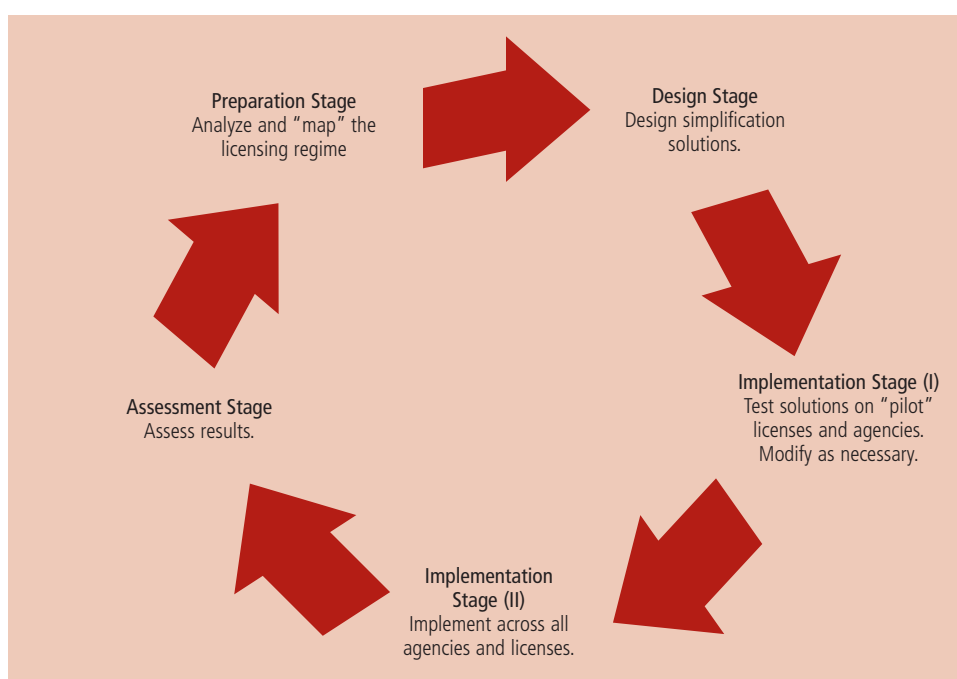 Preparation Stage
Analyze and “map” the
licensing regime
Design Stage
Design simplification
solutions.
Implementation Stage (I)
Test solutions on “pilot”
licenses and agencies.
Modify as necessary.
Implementation
Stage (II)
Implement across all
agencies and licenses.
Assessment Stage
Assess results.